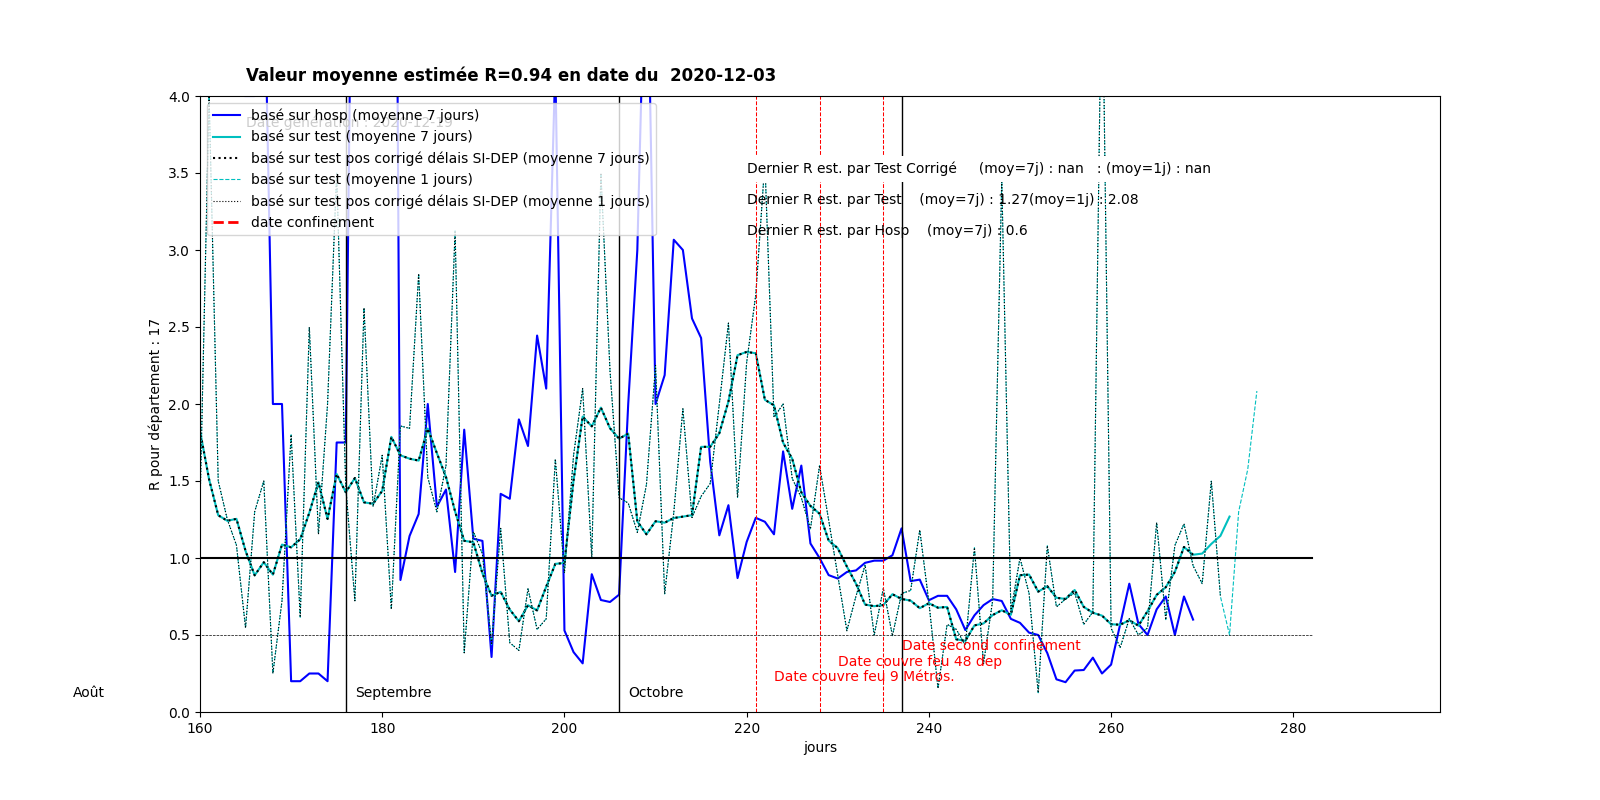 Valeur moyenne estimée R=0.94 en date du  2020-12-03
Date génération : 2020-12-19
basé sur hosp (moyenne 7 jours)
basé sur test (moyenne 7 jours)
basé sur test pos corrigé délais SI-DEP (moyenne 7 jours)
basé sur test (moyenne 1 jours)
basé sur test pos corrigé délais SI-DEP (moyenne 1 jours)
date confinement
Dernier R est. par Test Corrigé     (moy=7j) : nan   : (moy=1j) : nan
Dernier R est. par Test    (moy=7j) : 1.27(moy=1j) : 2.08
Dernier R est. par Hosp    (moy=7j) : 0.6
4.0
3.5
3.0
2.5
2.0
1.5
1.0
0.5
0.0
R pour département : 17
Date second confinement
Date couvre feu 48 dep
Date couvre feu 9 Métros.
Août
Septembre
Octobre
160 180 200 220 240 260 280
jours